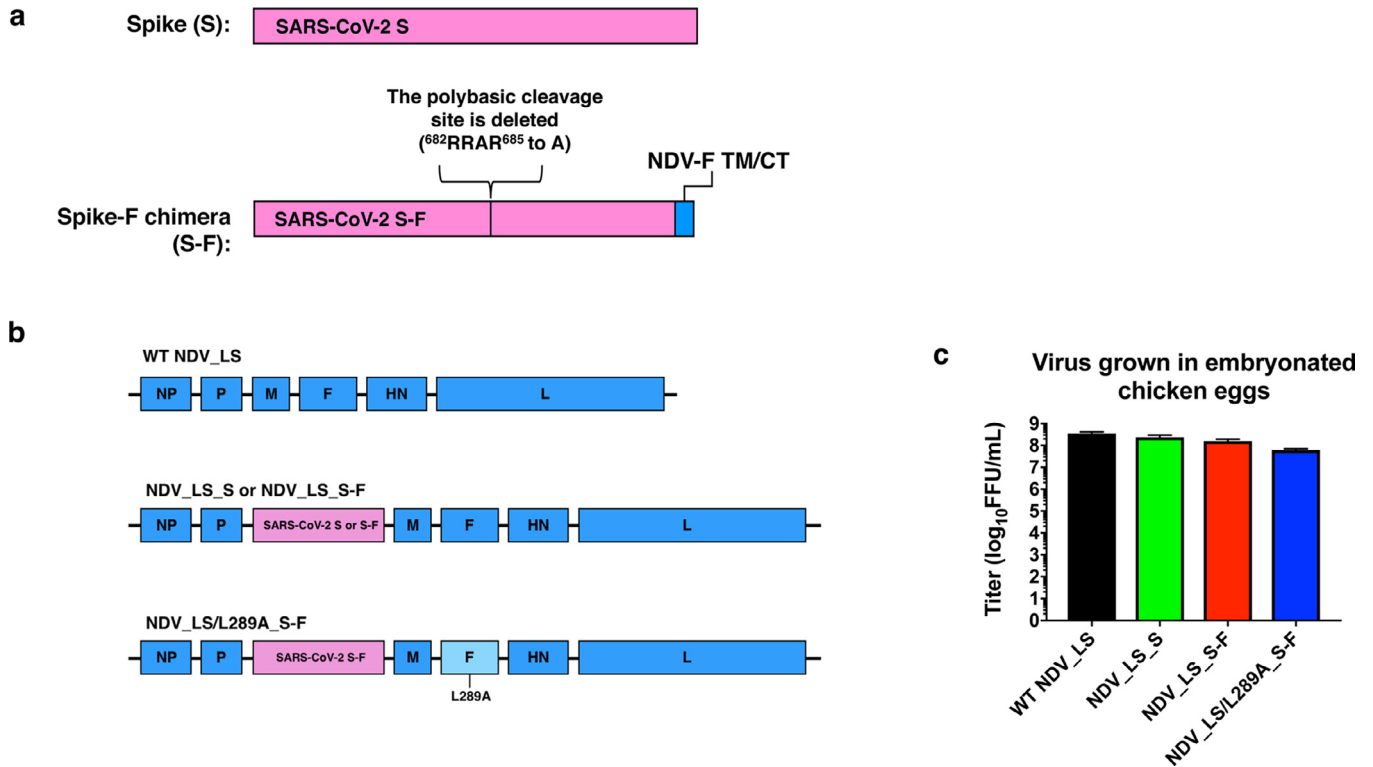 a
Spike (S):
SARS-CoV-2 S
The polybasic cleavage
site is deleted
(⁶⁸²RRAR⁶⁸⁵ to A)
NDV-F TM/CT
Spike-F chimera
(S-F):
SARS-CoV-2 S-F
b
WT NDV_LS
NP P M F HN L
NDV_LS_S or NDV_LS_S-F
NP P SARS-CoV-2 S or S-F M F HN L
NDV_LS/L289A_S-F
NP P SARS-CoV-2 S-F M F HN L
L289A
c
Virus grown in embryonated
chicken eggs
Titer (log₁₀FFU/mL)
9
8
7
6
5
4
3
2
1
0
WT NDV_LS
NDV_LS_S
NDV_LS_S-F
NDV_LS/L289A_S-F